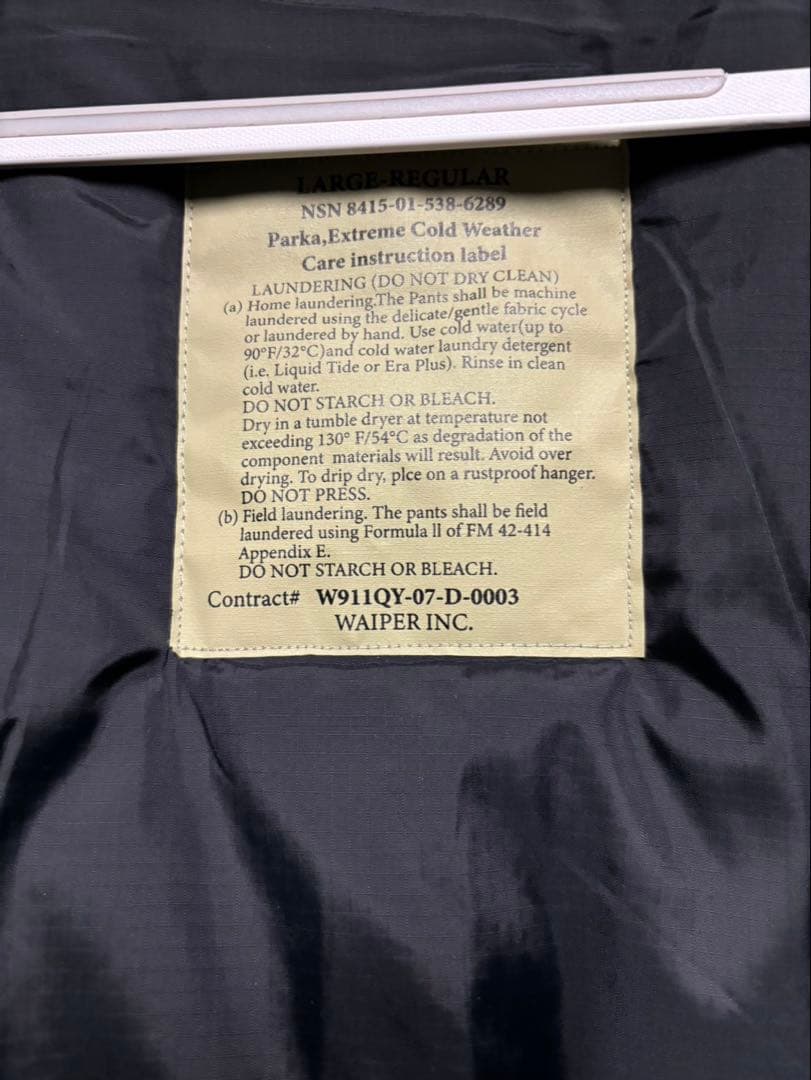 LARGE-REGULAR
NSN 8415-01-538-6289
Parka,Extreme Cold Weather
Care instruction label
LAUNDERING (DO NOT DRY CLEAN)
(a) Home laundering.The Pants shall be machine
laundered using the delicate/gentle fabric cycle
or laundered by hand. Use cold water(up to
90°F/32°C)and cold water laundry detergent
(i.e. Liquid Tide or Era Plus). Rinse in clean
cold water.
DO NOT STARCH OR BLEACH.
Dry in a tumble dryer at temperature not
exceeding 130° F/54°C as degradation of the
component materials will result. Avoid over
drying. To drip dry, plce on a rustproof hanger.
DO NOT PRESS.
(b) Field laundering. The pants shall be field
laundered using Formula ll of FM 42-414
Appendix E.
DO NOT STARCH OR BLEACH.
Contract# W911QY-07-D-0003
WAIPER INC.